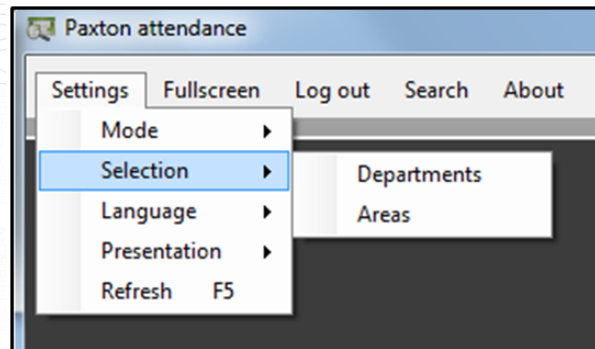 Paxton attendance
Settings Fullscreen Log out Search About
Mode
Selection
Departments
Language
Areas
Presentation
Refresh F5